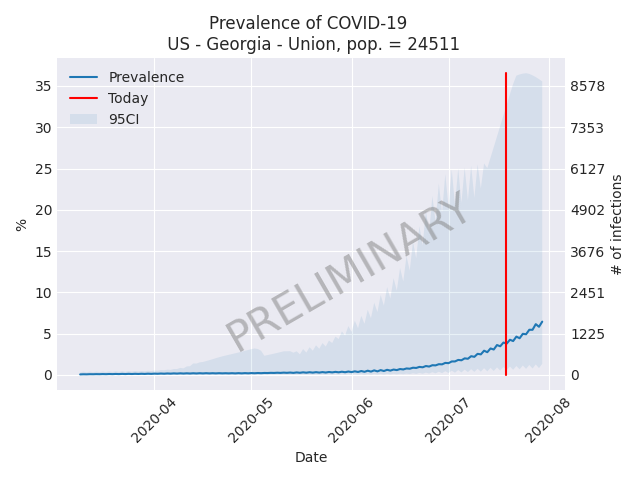 Prevalence of COVID-19
US - Georgia - Union, pop. = 24511
Prevalence
Today
95CI
PRELIMINARY
%
35
30
25
20
15
10
5
0
8578
7353
6127
4902
3676
2451
1225
0
# of infections
2020-04
2020-05
2020-06
2020-07
2020-08
Date